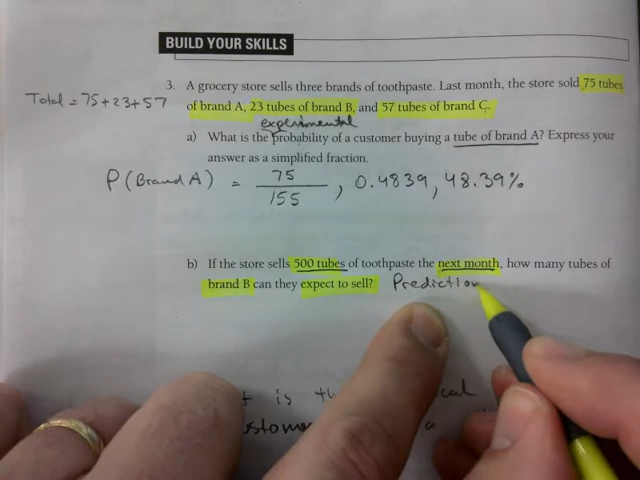 BUILD YOUR SKILLS
3. A grocery store sells three brands of toothpaste. Last month, the store sold 75 tubes
Total = 75+23+57
of brand A, 23 tubes of brand B, and 57 tubes of brand C.
experimental
a) What is the probability of a customer buying a tube of brand A? Express your
answer as a simplified fraction.
P(Brand A) = 75/155, 0.4839, 48.39%
b) If the store sells 500 tubes of toothpaste the next month, how many tubes of
brand B can they expect to sell? Prediction
is
a